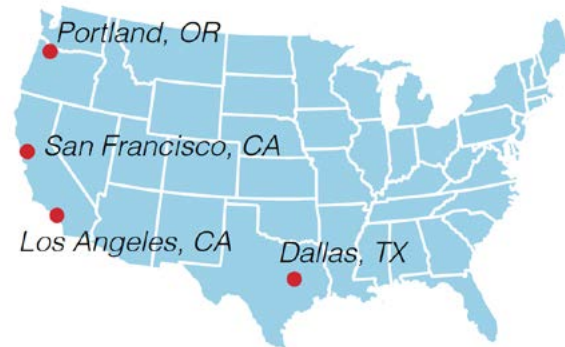 Portland, OR
San Francisco, CA
Los Angeles, CA
Dallas, TX